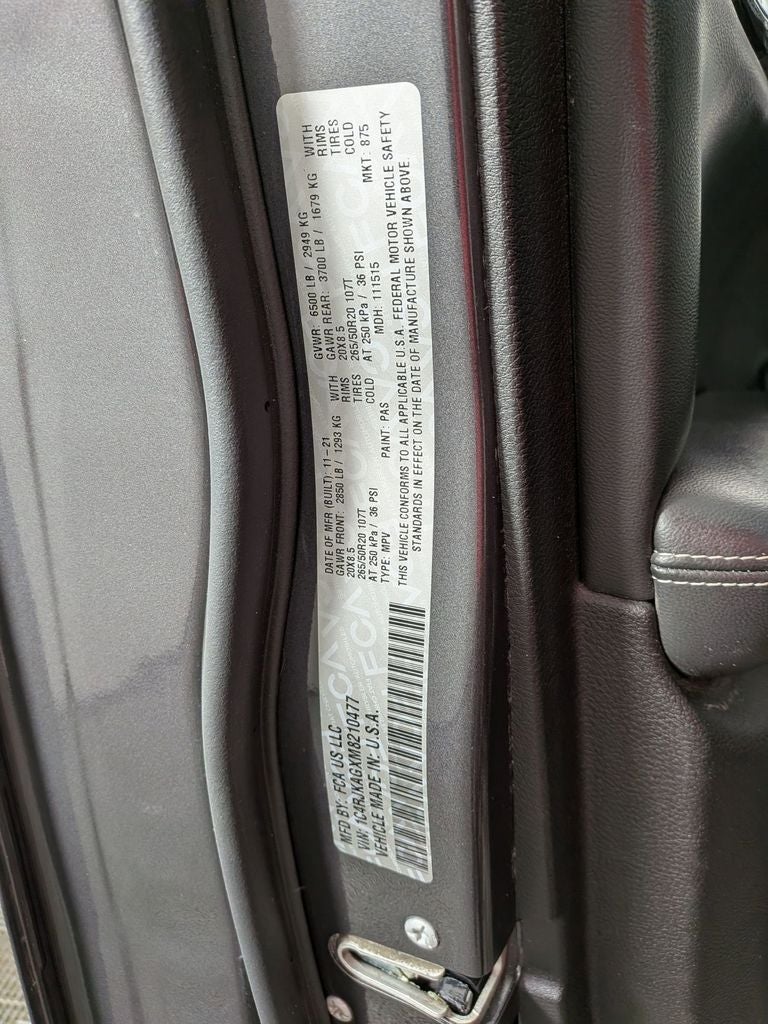 MFD BY: FCA US LLC
VIN: 1C4RJKAGXM8210477
VEHICLE MADE IN: U.S.A.
DATE OF MFR (BUILT): 11-21
GAWR FRONT: 2850 LB / 1293 KG WITH
20X8.5 RIMS
265/50R20 107T TIRES
AT 250 kPa / 36 PSI COLD
TYPE: MPV PAINT: PAS
GVWR: 6500 LB / 2949 KG
GAWR REAR: 3700 LB / 1679 KG WITH
20X8.5 RIMS
265/50R20 107T TIRES
AT 250 kPa / 36 PSI COLD
MDH: 111515 MKT: 875
THIS VEHICLE CONFORMS TO ALL APPLICABLE U.S.A. FEDERAL MOTOR VEHICLE SAFETY
STANDARDS IN EFFECT ON THE DATE OF MANUFACTURE SHOWN ABOVE.
FCA
FCA